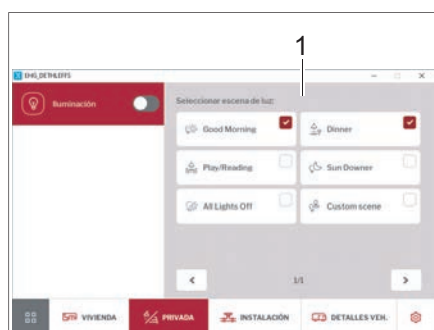 1
EHG_DETHLEFFS
Iluminación
Seleccionar escena de luz:
Good Morning
Dinner
Play/Reading
Sun Downer
All Lights Off
Custom scene
1/1
VIVIENDA
PRIVADA
INSTALACIÓN
DETALLES VEH.